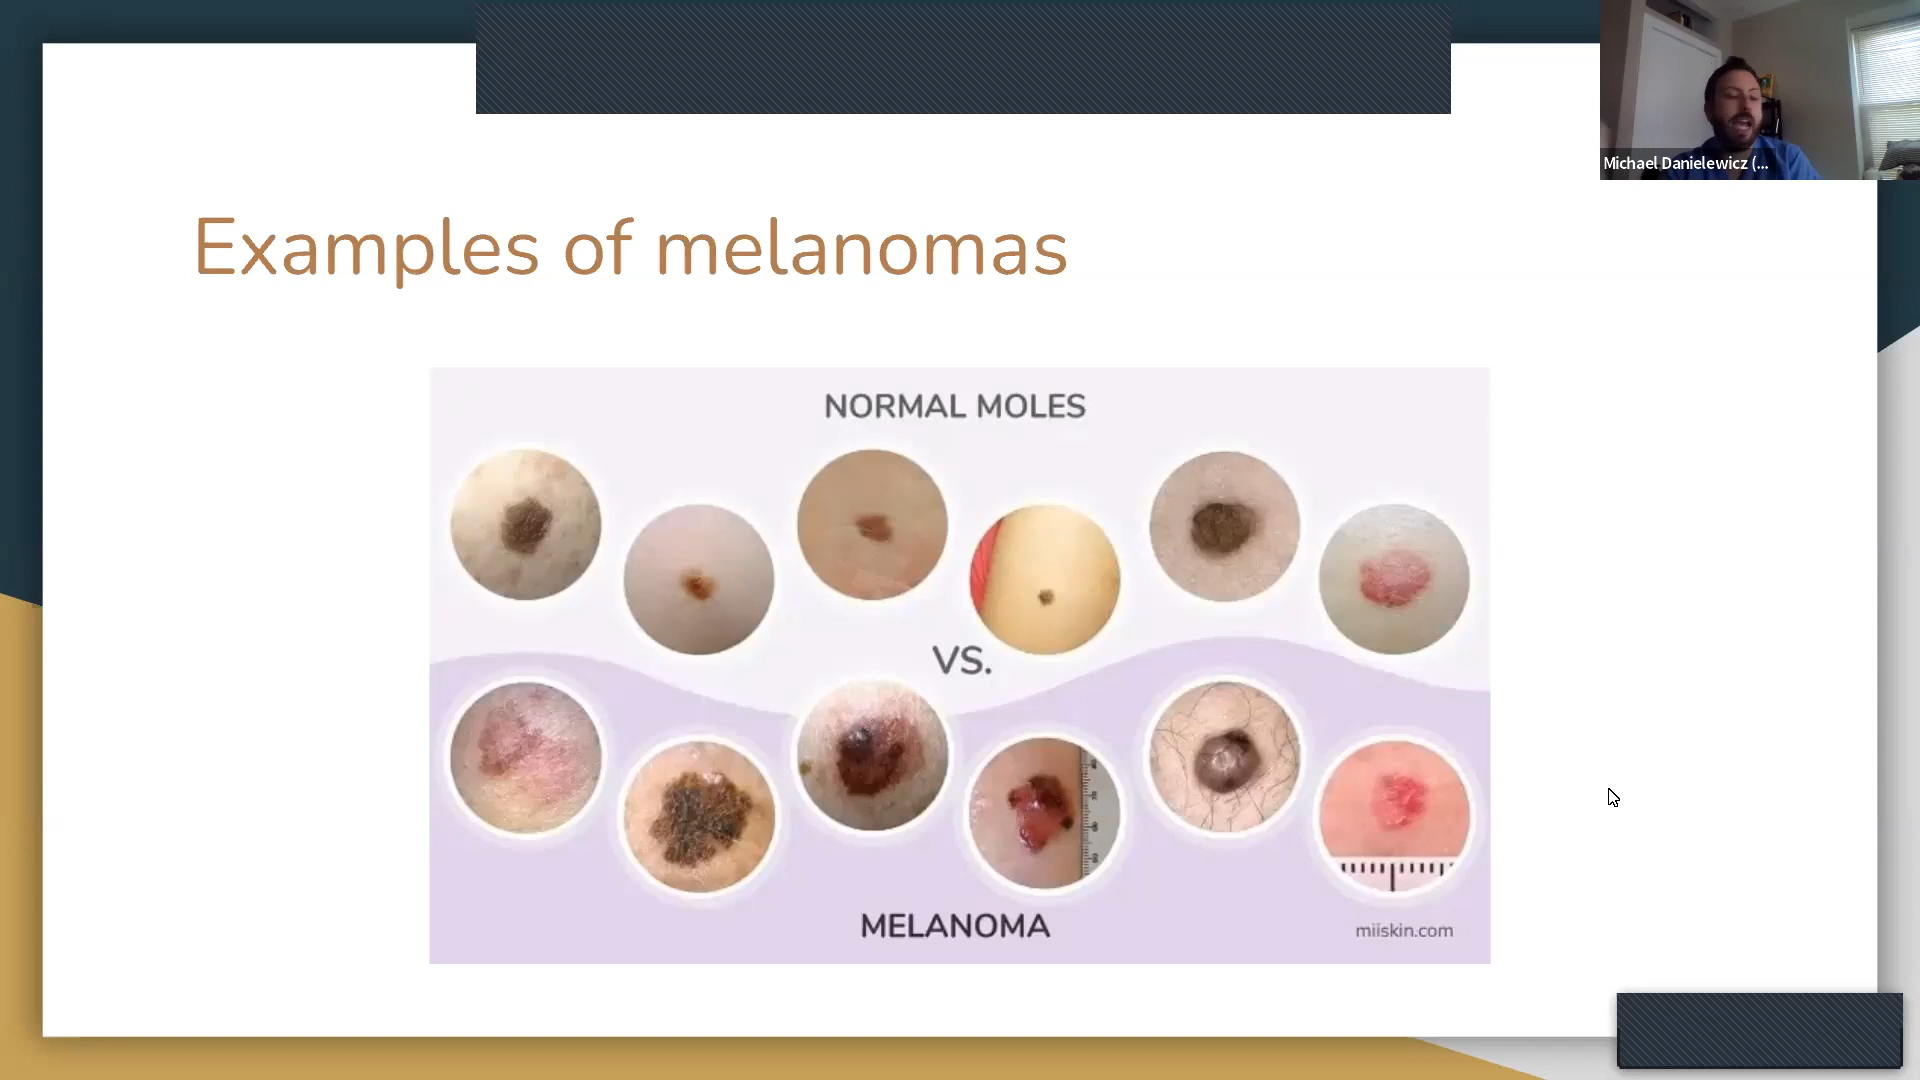 Michael Danielewicz (...
Examples of melanomas
NORMAL MOLES
VS.
MELANOMA
miiskin.com